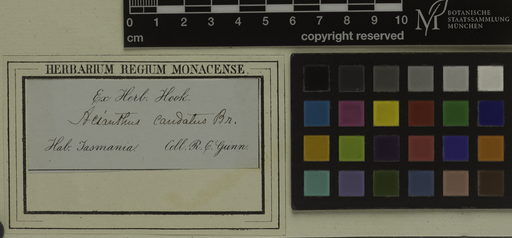 0 1 2 3 4 5 6 7 8 9 10
cm copyright reserved
BOTANISCHE
STAATSSAMMLUNG
MÜNCHEN
HERBARIUM REGIUM MONACENSE.
Ex Herb. Hook.
Acianthus caudatus Br.
Hab. Tasmania. Coll. R. C. Gunn.